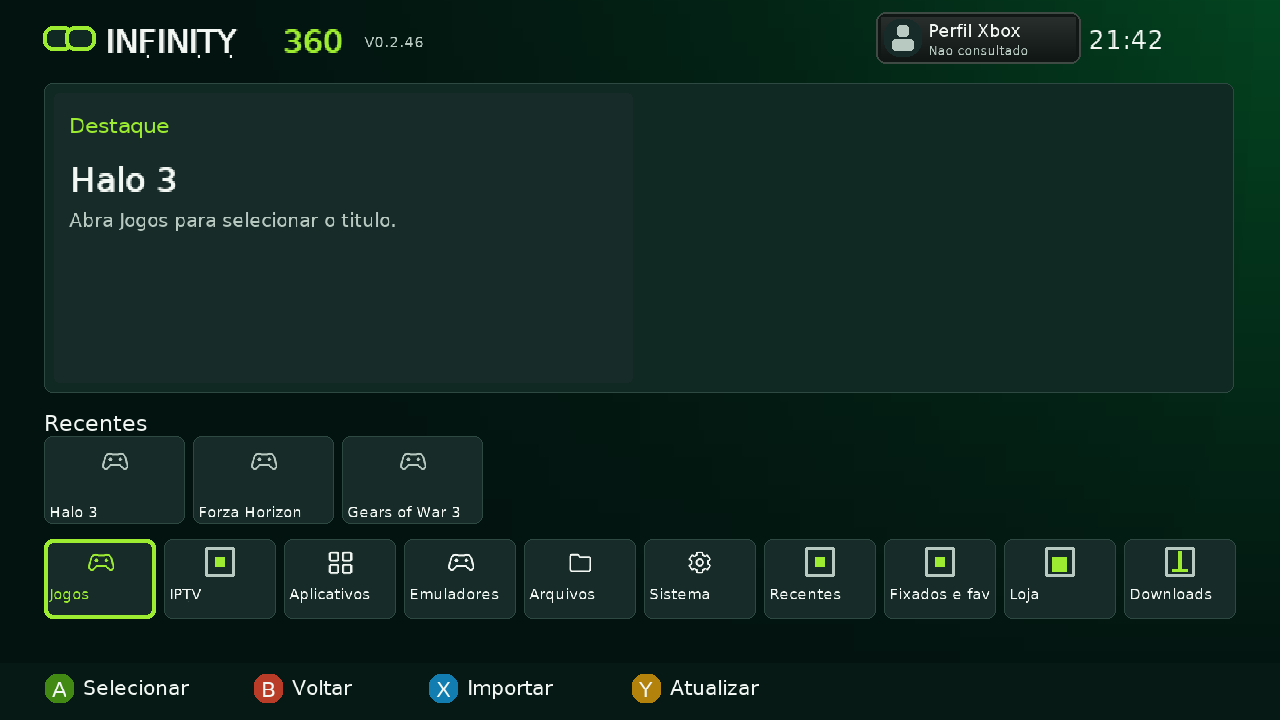 INFINITY 360 V0.2.46
Perfil Xbox
Nao consultado
21:42
Destaque
Halo 3
Abra Jogos para selecionar o titulo.
Recentes
Halo 3
Forza Horizon
Gears of War 3
Jogos
IPTV
Aplicativos
Emuladores
Arquivos
Sistema
Recentes
Fixados e fav
Loja
Downloads
A Selecionar
B Voltar
X Importar
Y Atualizar